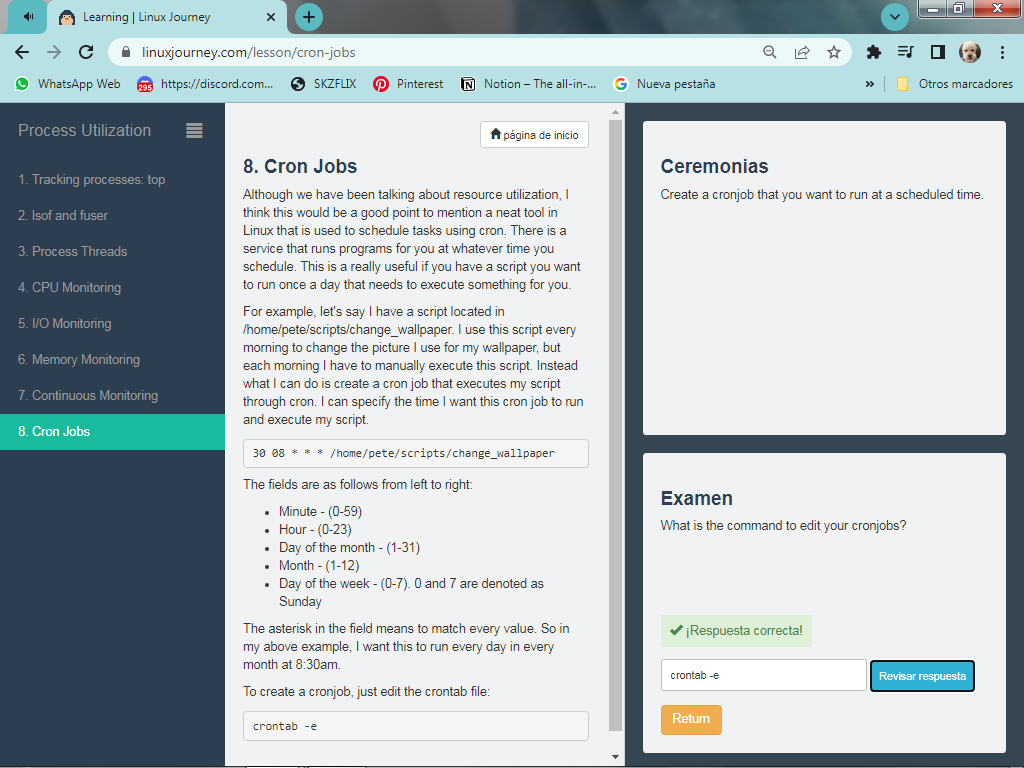 Learning | Linux Journey
linuxjourney.com/lesson/cron-jobs
WhatsApp Web
295
https://discord.com...
SKZFLIX
Pinterest
Notion – The all-in-...
Nueva pestaña
»
Otros marcadores
Process Utilization
1. Tracking processes: top
2. lsof and fuser
3. Process Threads
4. CPU Monitoring
5. I/O Monitoring
6. Memory Monitoring
7. Continuous Monitoring
8. Cron Jobs
página de inicio
8. Cron Jobs
Although we have been talking about resource utilization, I
think this would be a good point to mention a neat tool in
Linux that is used to schedule tasks using cron. There is a
service that runs programs for you at whatever time you
schedule. This is a really useful if you have a script you want
to run once a day that needs to execute something for you.
For example, let's say I have a script located in
/home/pete/scripts/change_wallpaper. I use this script every
morning to change the picture I use for my wallpaper, but
each morning I have to manually execute this script. Instead
what I can do is create a cron job that executes my script
through cron. I can specify the time I want this cron job to run
and execute my script.
30 08 * * * /home/pete/scripts/change_wallpaper
The fields are as follows from left to right:
• Minute - (0-59)
• Hour - (0-23)
• Day of the month - (1-31)
• Month - (1-12)
• Day of the week - (0-7). 0 and 7 are denoted as
Sunday
The asterisk in the field means to match every value. So in
my above example, I want this to run every day in every
month at 8:30am.
To create a cronjob, just edit the crontab file:
crontab -e
Ceremonias
Create a cronjob that you want to run at a scheduled time.
Examen
What is the command to edit your cronjobs?
¡Respuesta correcta!
crontab -e
Revisar respuesta
Return